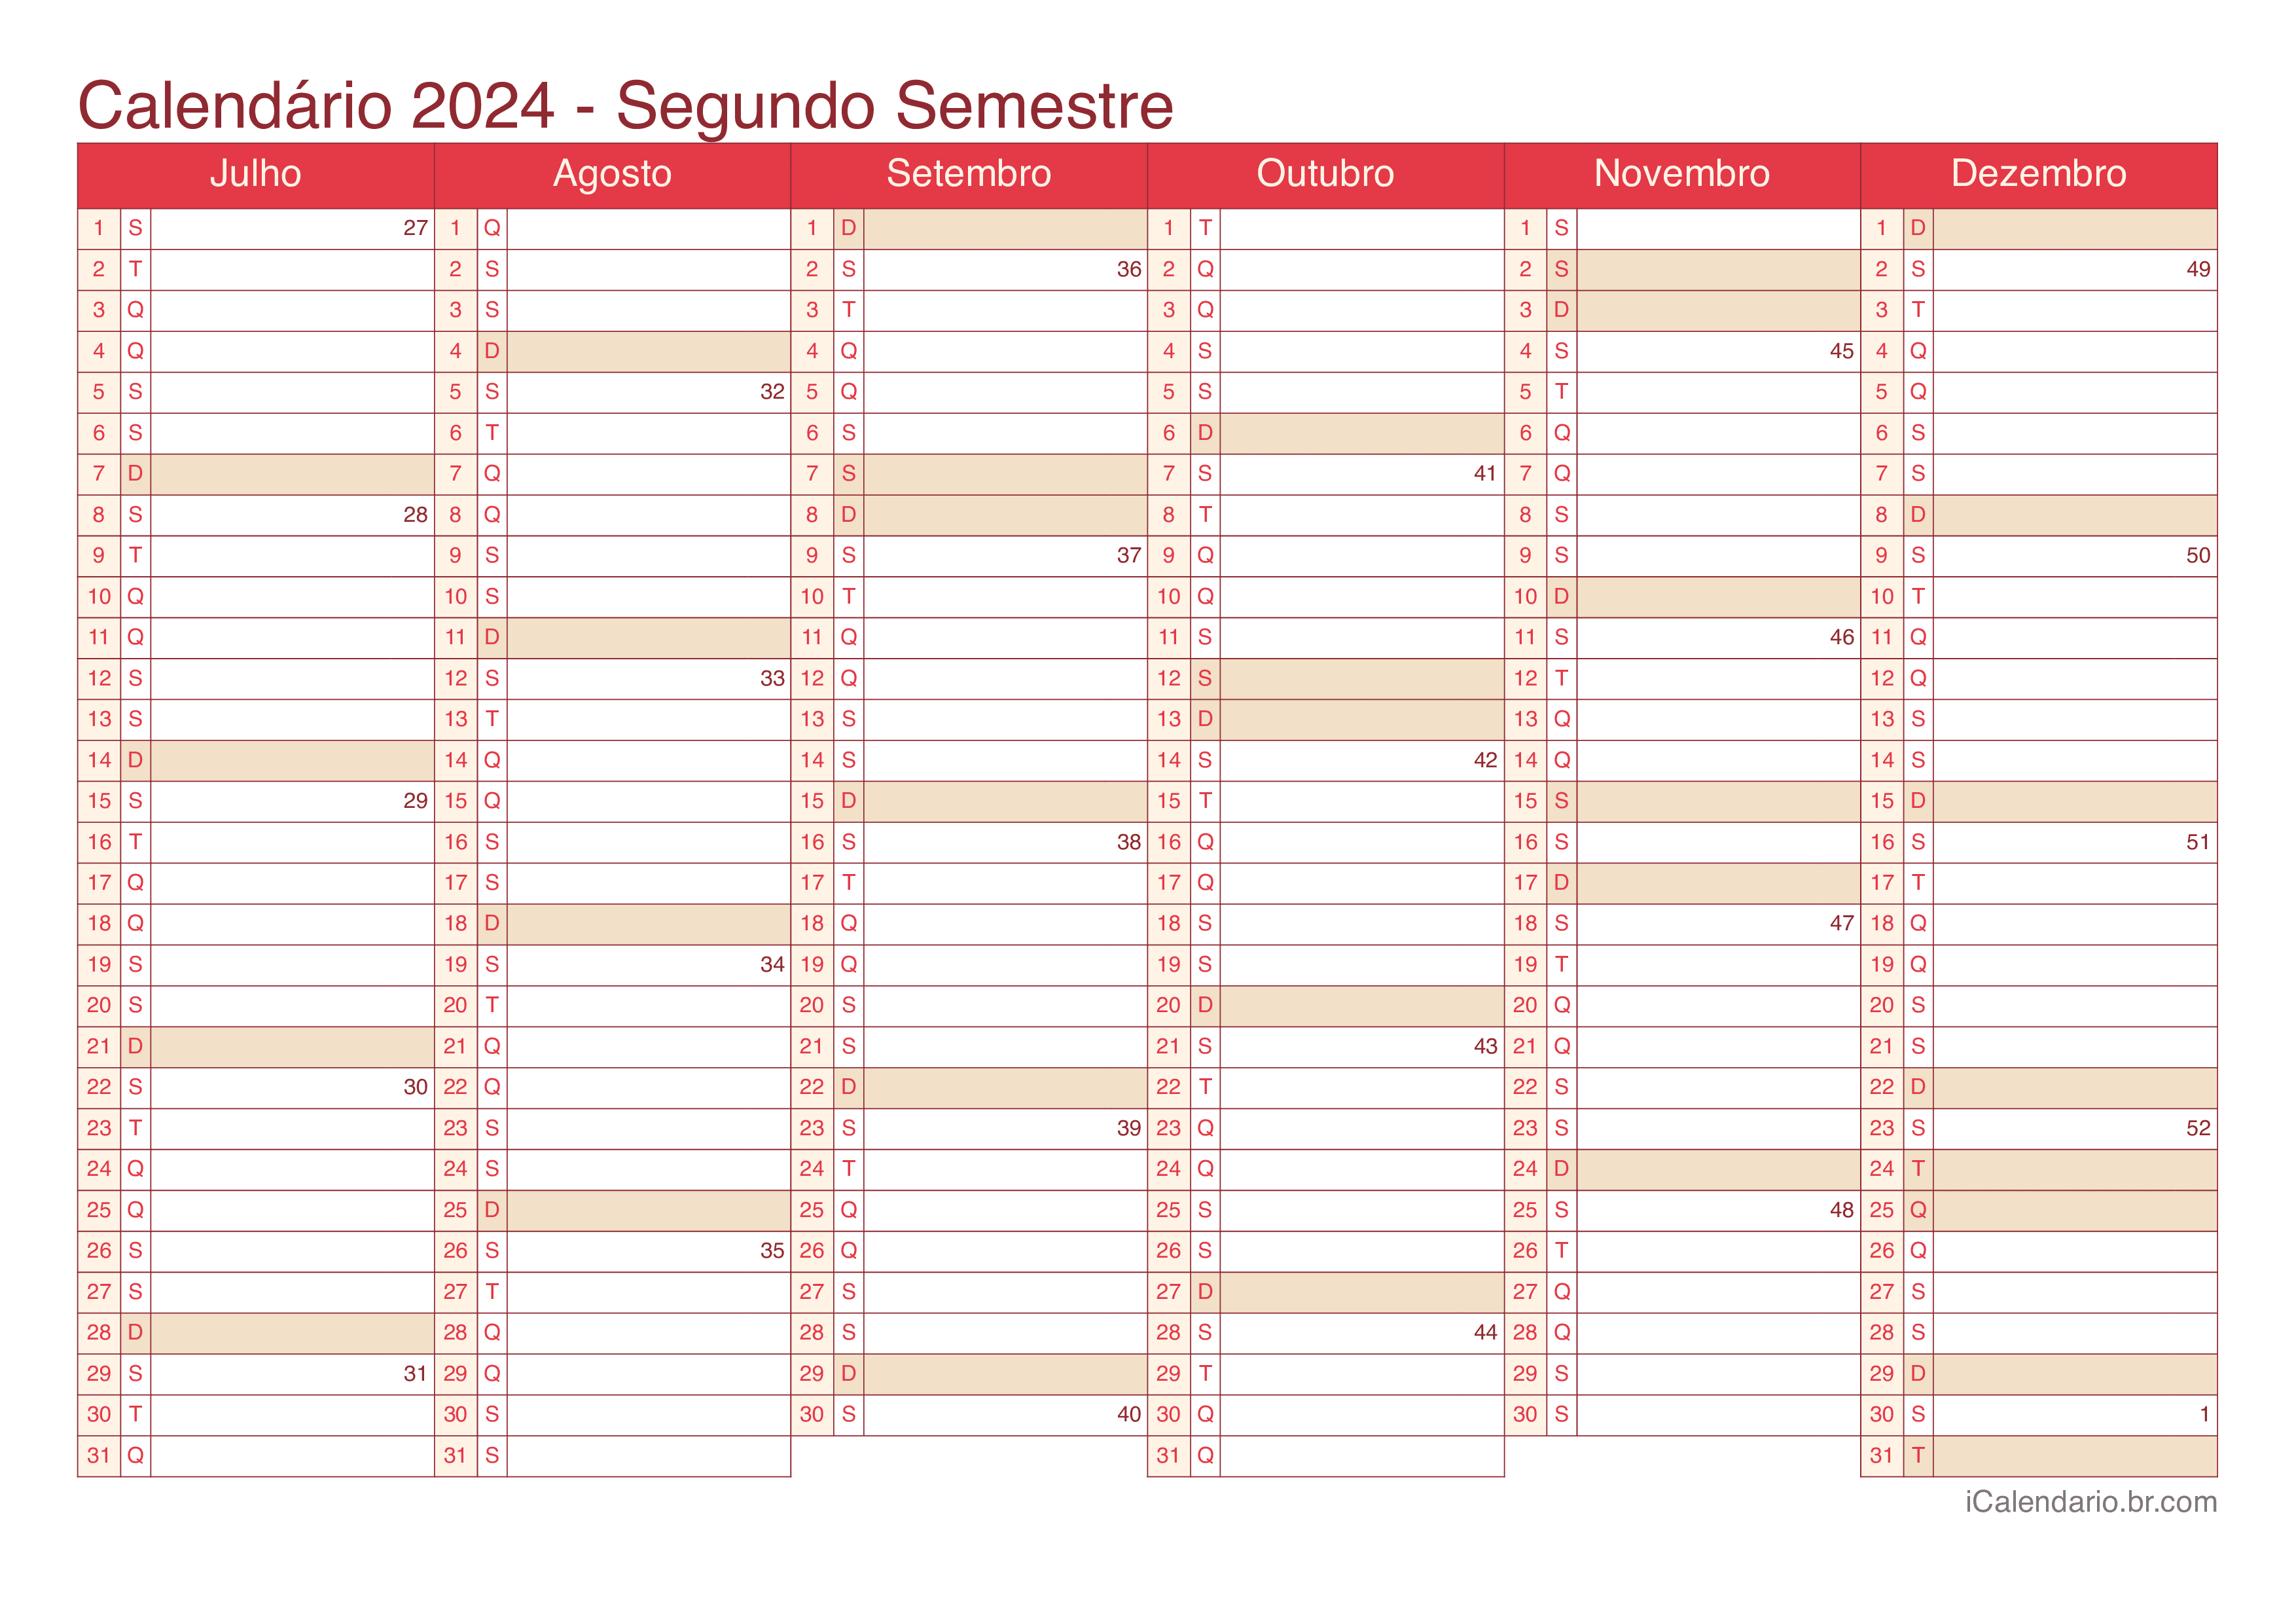 Calendário 2024 - Segundo Semestre
Julho Agosto Setembro Outubro Novembro Dezembro
1 S 27 1 Q 1 D 1 T 1 S 1 D
2 T 2 S 2 S 36 2 Q 2 S 2 S 49
3 Q 3 S 3 T 3 Q 3 D 3 T
4 Q 4 D 4 Q 4 S 4 S 45 4 Q
5 S 5 S 32 5 Q 5 S 5 T 5 Q
6 S 6 T 6 S 6 D 6 Q 6 S
7 D 7 Q 7 S 7 S 41 7 Q 7 S
8 S 28 8 Q 8 D 8 T 8 S 8 D
9 T 9 S 9 S 37 9 Q 9 S 9 S 50
10 Q 10 S 10 T 10 Q 10 D 10 T
11 Q 11 D 11 Q 11 S 11 S 46 11 Q
12 S 12 S 33 12 Q 12 S 12 T 12 Q
13 S 13 T 13 S 13 D 13 Q 13 S
14 D 14 Q 14 S 14 S 42 14 Q 14 S
15 S 29 15 Q 15 D 15 T 15 S 15 D
16 T 16 S 16 S 38 16 Q 16 S 16 S 51
17 Q 17 S 17 T 17 Q 17 D 17 T
18 Q 18 D 18 Q 18 S 18 S 47 18 Q
19 S 19 S 34 19 Q 19 S 19 T 19 Q
20 S 20 T 20 S 20 D 20 Q 20 S
21 D 21 Q 21 S 21 S 43 21 Q 21 S
22 S 30 22 Q 22 D 22 T 22 S 22 D
23 T 23 S 23 S 39 23 Q 23 S 23 S 52
24 Q 24 S 24 T 24 Q 24 D 24 T
25 Q 25 D 25 Q 25 S 25 S 48 25 Q
26 S 26 S 35 26 Q 26 S 26 T 26 Q
27 S 27 T 27 S 27 D 27 Q 27 S
28 D 28 Q 28 S 28 S 44 28 Q 28 S
29 S 31 29 Q 29 D 29 T 29 S 29 D
30 T 30 S 30 S 40 30 Q 30 S 30 S 1
31 Q 31 S 31 Q 31 T
iCalendario.br.com